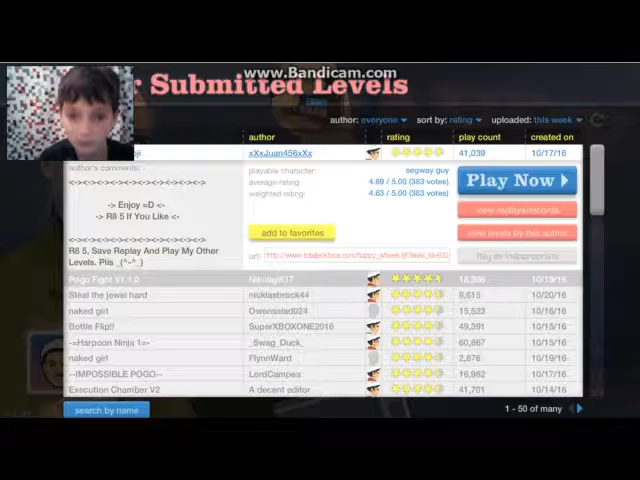 www.Bandicam.com
r Submitted Levels
author: everyone sort by: rating uploaded: this week
author rating play count created on
xXxJuan456xXx 41,039 10/17/16
author's comments:
<->-<->-<->-<->-<->-<->-<->-<->
-> Enjoy =D <-
-> R8 5 If You Like <-
<->-<->-<->-<->-<->-<->-<->-<->
R8 5, Save Replay And Play My Other
Levels. Plis _(^-^_)
playable character: segway guy
average rating: 4.69 / 5.00 (383 votes)
weighted rating: 4.63 / 5.00 (383 votes)
Play Now
view replays/records
add to favorites
view levels by this author
url:
flag as inappropriate
Pogo Fight V1.1.0 10/19/16
Steal the jewel hard nicklasbrock44 8,615 10/20/16
naked girl Owensalad024 15,523 10/16/16
Bottle Flip!! SuperXBOXONE2016 49,391 10/15/16
-=Harpoon Ninja 1=- _Swag_Duck_ 60,867 10/15/16
naked girl FlynnWard 2,876 10/19/16
--IMPOSSIBLE POGO--- LordCampea 16,982 10/17/16
Execution Chamber V2 A decent editor 41,701 10/14/16
search by name 1 - 50 of many